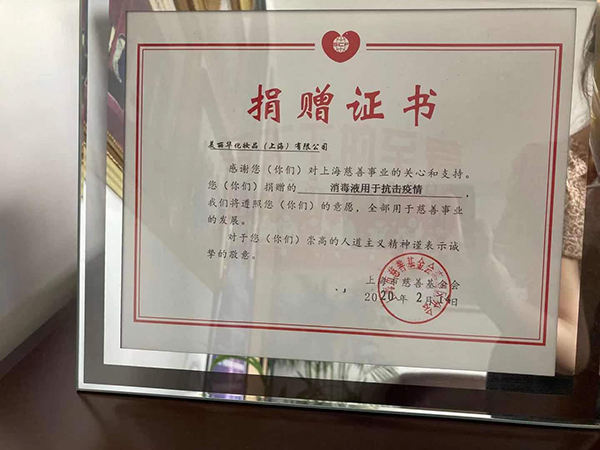 捐赠证书
美丽华化妆品（上海）有限公司
感谢您（你们）对上海慈善事业的关心和支持。
您（你们）捐赠的 消毒液用于抗击疫情，
我们将遵照您（你们）的意愿，全部用于慈善事业
的发展。
对于您（你们）崇高的人道主义精神谨表示诚
挚的敬意。
上海市慈善基金会
2020年2月1日